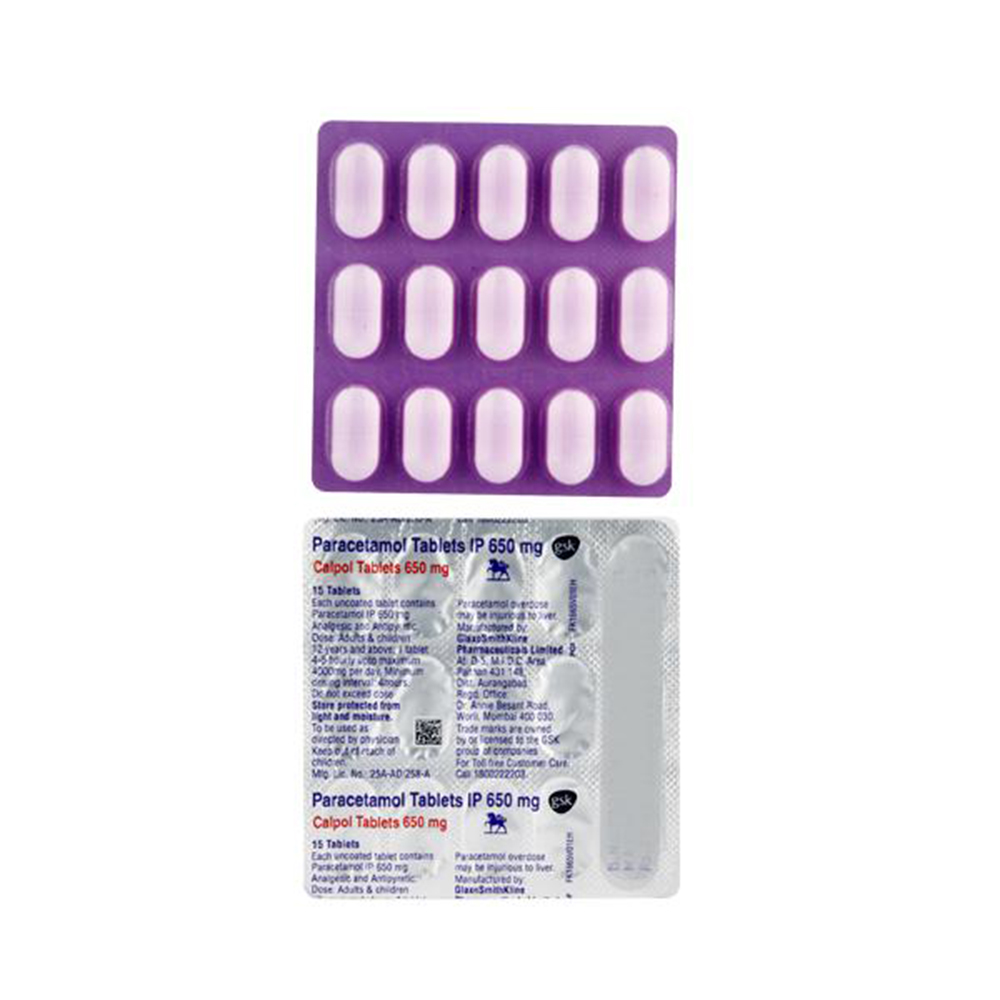 Paracetamol Tablets IP 650 mg
gsk
Calpol Tablets 650 mg
15 Tablets
Each uncoated tablet contains
Paracetamol IP 650 mg
Analgesic and Antipyretic
Dose: Adults & children
12 years and above: 1 tablet
4-6 hourly upto maximum
4000mg per day. Minimum
dosing interval: 4hours.
Do not exceed dose
Store protected from
light and moisture.
To be used as
directed by physician
Keep out of reach of
children.
Mfg. Lic. No.: 25A-AD/258-A
Paracetamol overdose
may be injurious to liver.
Manufactured by:
GlaxoSmithKline
Pharmaceuticals Limited
At: D-5, M.I.D.C. Area
431 148,
Dist. Aurangabad
Regd. Office:
Dr. Annie Besant Road,
Worli, Mumbai 400 030.
Trade marks are owned
by or licensed to the GSK
group of companies
For Toll free Customer Care:
Call 1800222203
Paracetamol Tablets IP 650 mg
gsk
Calpol Tablets 650 mg
15 Tablets
Each uncoated tablet contains
Paracetamol IP 650 mg
Analgesic and Antipyretic
Dose: Adults & children
Paracetamol overdose
may be injurious to liver.
Manufactured by:
GlaxoSmithKline